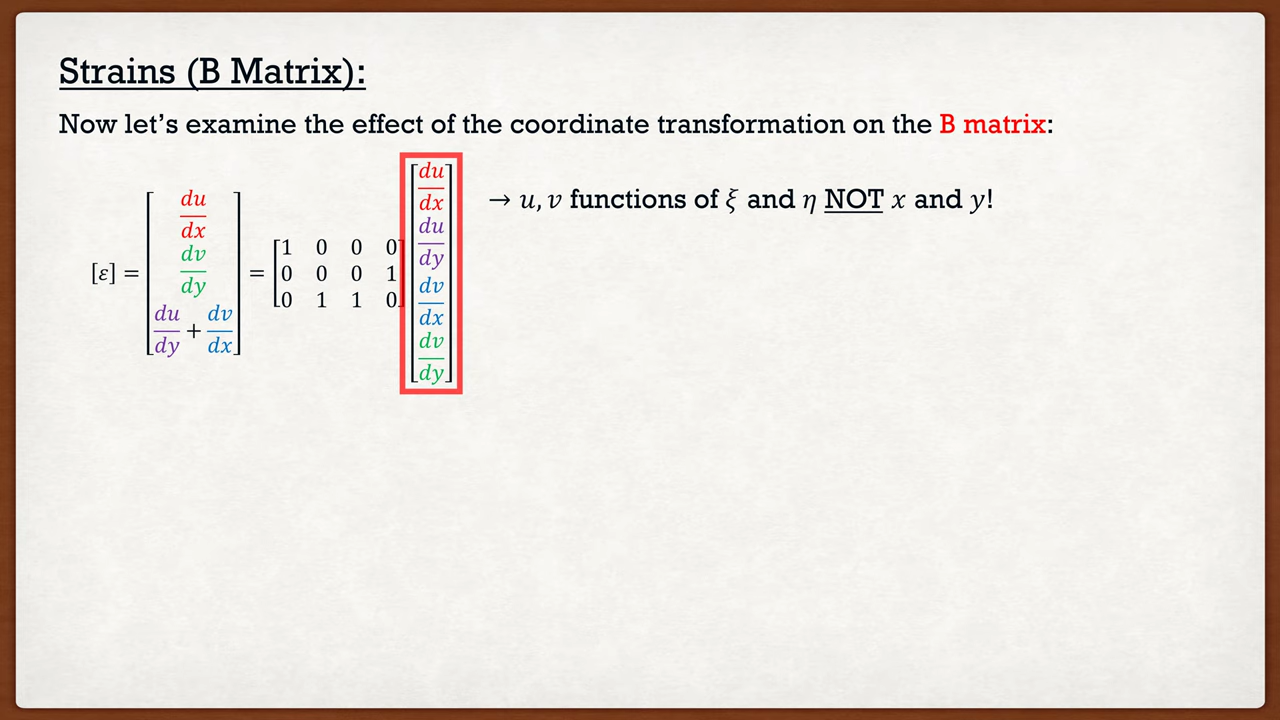 Strains (B Matrix):
Now let's examine the effect of the coordinate transformation on the B matrix:
[ε] = [du/dx; dv/dy; du/dy + dv/dx] = [1 0 0 0; 0 0 0 1; 0 1 1 0] [du/dx; du/dy; dv/dx; dv/dy]
→ u, v functions of ξ and η NOT x and y!